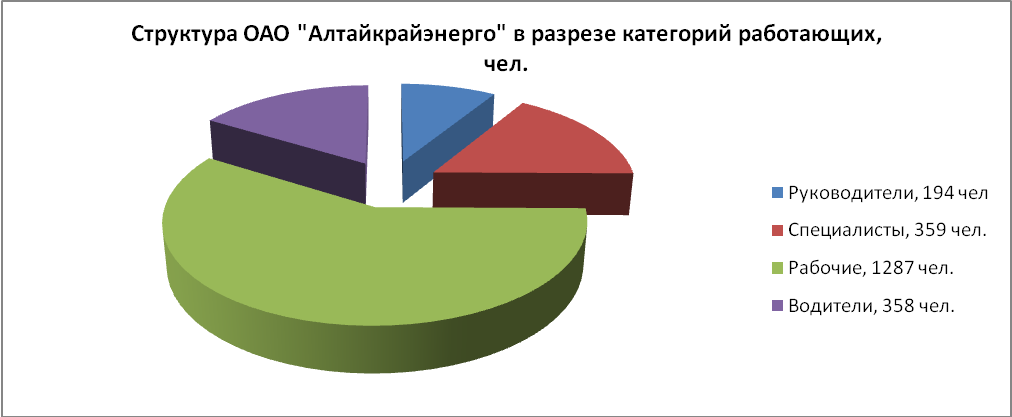 Структура ОАО "Алтайкрайэнерго" в разрезе категорий работающих,
чел.
Руководители, 194 чел
Специалисты, 359 чел.
Рабочие, 1287 чел.
Водители, 358 чел.